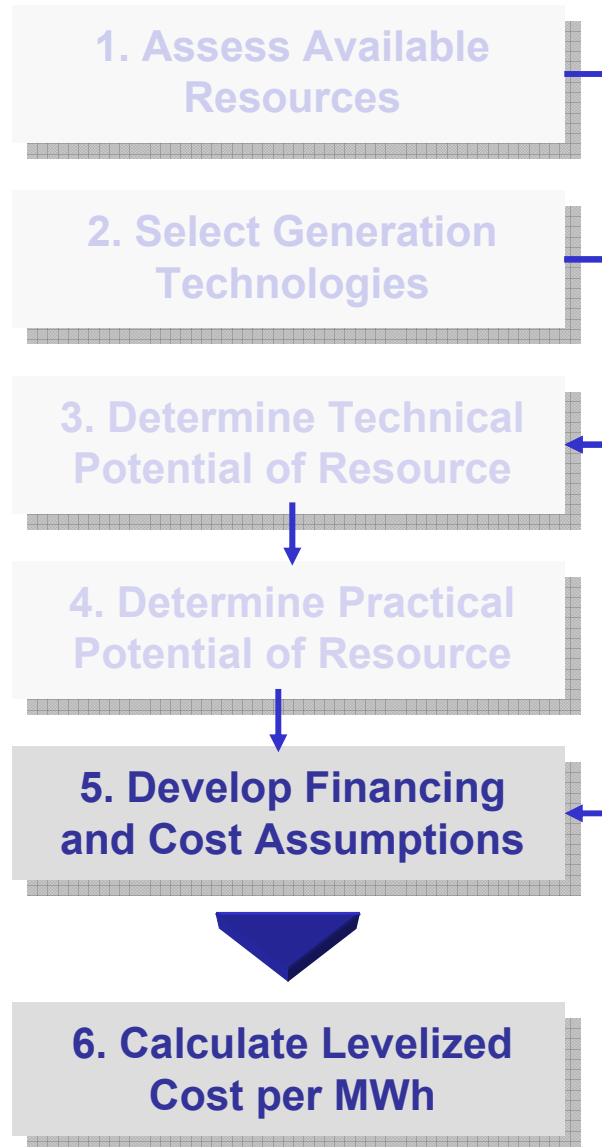 1. Assess Available
Resources
2. Select Generation
Technologies
3. Determine Technical
Potential of Resource
4. Determine Practical
Potential of Resource
5. Develop Financing
and Cost Assumptions
6. Calculate Levelized
Cost per MWh